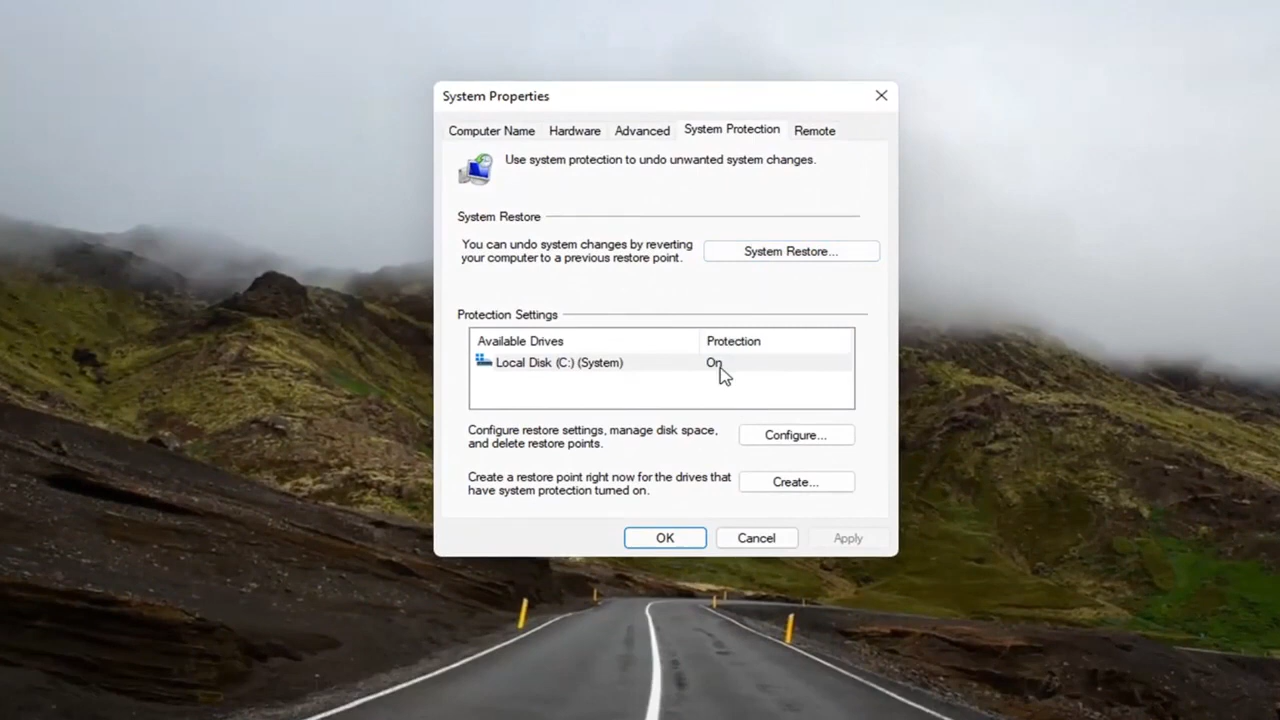 System Properties
Computer Name Hardware Advanced System Protection Remote
Use system protection to undo unwanted system changes.
System Restore
You can undo system changes by reverting
your computer to a previous restore point.
System Restore...
Protection Settings
Available Drives Protection
Local Disk (C:) (System) On
Configure restore settings, manage disk space,
and delete restore points.
Configure...
Create a restore point right now for the drives that
have system protection turned on.
Create...
OK Cancel Apply